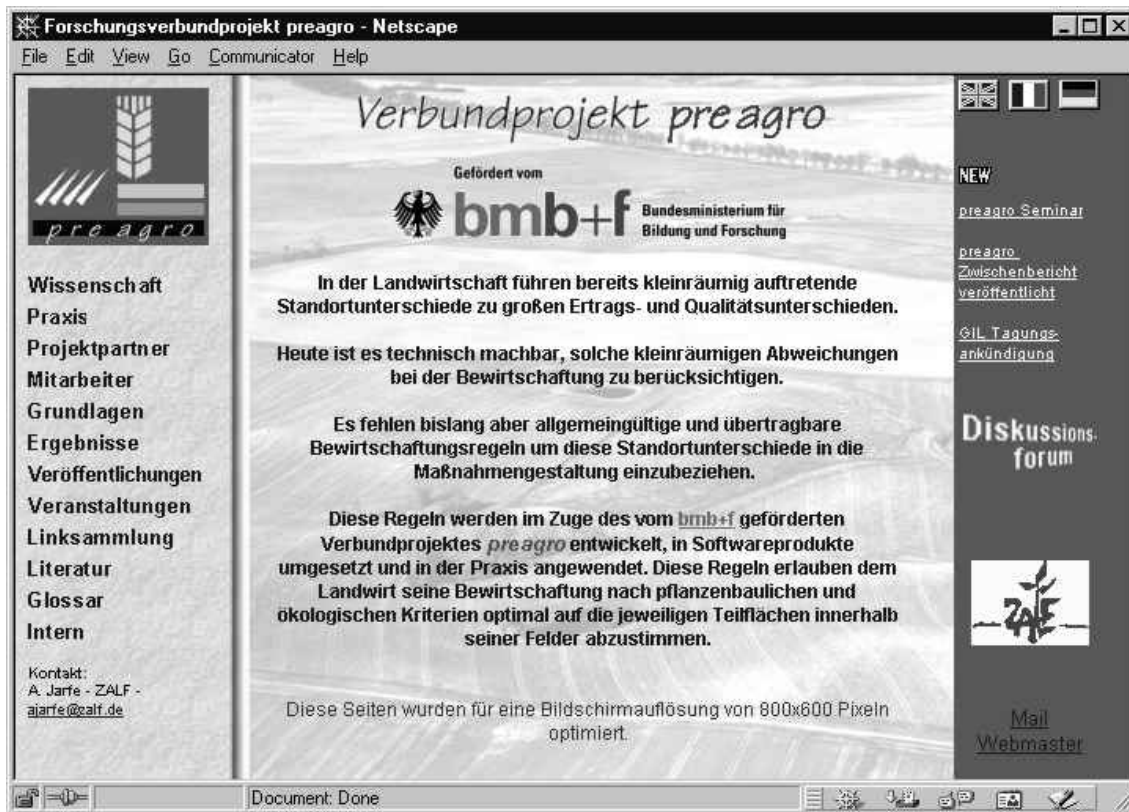 Forschungsverbundprojekt preagro - Netscape
File Edit View Go Communicator Help
preagro
Wissenschaft
Praxis
Projektpartner
Mitarbeiter
Grundlagen
Ergebnisse
Veröffentlichungen
Veranstaltungen
Linksammlung
Literatur
Glossar
Intern
Kontakt:
A. Jarfe - ZALF -
ajarfe@zalf.de
Verbundprojekt preagro
Gefördert vom
bmb+f
Bundesministerium für
Bildung und Forschung
In der Landwirtschaft führen bereits kleinräumig auftretende
Standortunterschiede zu großen Ertrags- und Qualitätsunterschieden.
Heute ist es technisch machbar, solche kleinräumigen Abweichungen
bei der Bewirtschaftung zu berücksichtigen.
Es fehlen bislang aber allgemeingültige und übertragbare
Bewirtschaftungsregeln um diese Standortunterschiede in die
Maßnahmengestaltung einzubeziehen.
Diese Regeln werden im Zuge des vom bmb+f geförderten
Verbundprojektes preagro entwickelt, in Softwareprodukte
umgesetzt und in der Praxis angewendet. Diese Regeln erlauben dem
Landwirt seine Bewirtschaftung nach pflanzenbaulichen und
ökologischen Kriterien optimal auf die jeweiligen Teilflächen innerhalb
seiner Felder abzustimmen.
Diese Seiten wurden für eine Bildschirmauflösung von 800x600 Pixeln
optimiert.
NEW
preagro Seminar
preagro
Zwischenbericht
veröffentlicht
GIL Tagungs-
ankündigung
Diskussions-
forum
ZALF
Mail
Webmaster
Document: Done